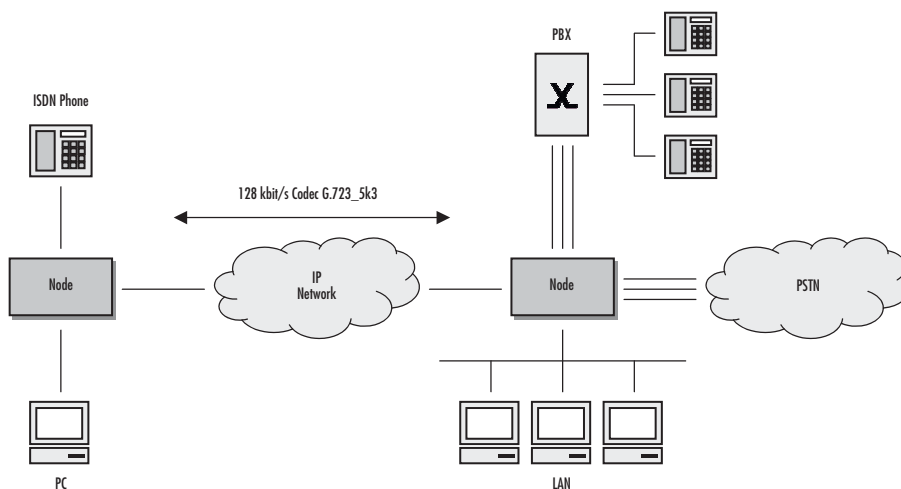 PBX
ISDN Phone
128 kbit/s Codec G.723_5k3
Node
IP
Network
Node
PSTN
PC
LAN